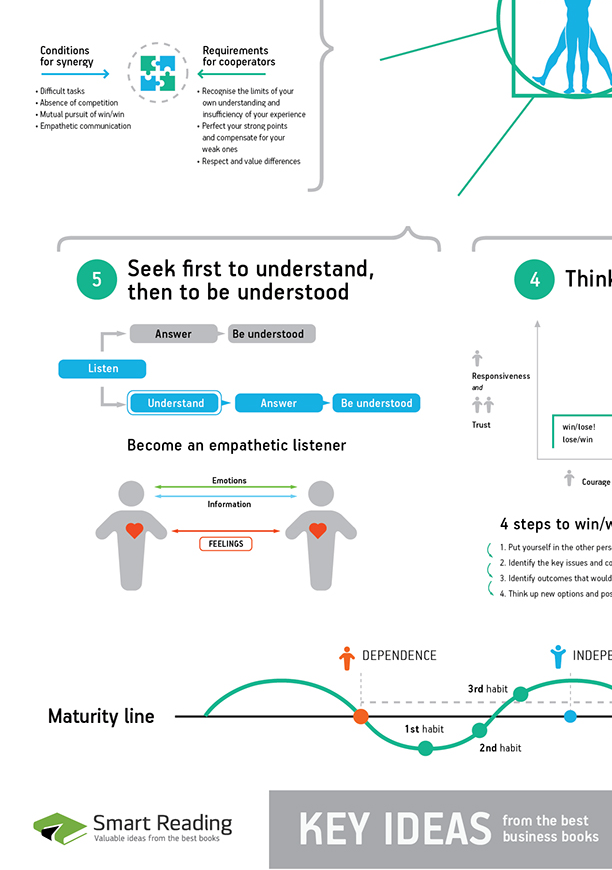 Conditions
for synergy
• Difficult tasks
• Absence of competition
• Mutual pursuit of win/win
• Empathetic communication
Requirements
for cooperators
• Recognise the limits of your
own understanding and
insufficiency of your experience
• Perfect your strong points
and compensate for your
weak ones
• Respect and value differences
5
Seek first to understand,
then to be understood
Answer
Be understood
Listen
Understand
Answer
Be understood
Become an empathetic listener
Emotions
Information
FEELINGS
4
Think
Responsiveness
and
Trust
win/lose!
lose/win
Courage
4 steps to win/w
1. Put yourself in the other pers
2. Identify the key issues and co
3. Identify outcomes that would
4. Think up new options and pos
DEPENDENCE
INDEPE
3rd habit
Maturity line
1st habit
2nd habit
Smart Reading
Valuable ideas from the best books
KEY IDEAS
from the best
business books